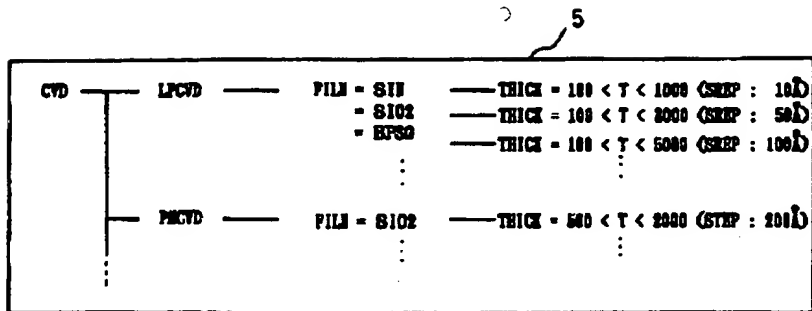 5
CVD LPCVD FILM = SIN THICK = 100 < T < 1000 (STEP : 10Å)
= SIO2 THICK = 100 < T < (STEP : 50Å)
= BPSG THICK = 100 < T < 5000 (STEP : 100Å)
PECVD FILM = SIO2 THICK = 500 < T < 2000 (STEP : 200Å)